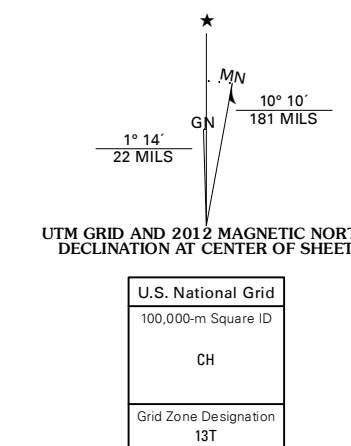 ★
MN
GN
10° 10´
181 MILS
1° 14´
22 MILS
UTM GRID AND 2012 MAGNETIC NORT
DECLINATION AT CENTER OF SHEET
U.S. National Grid
100,000-m Square ID
CH
Grid Zone Designation
13T